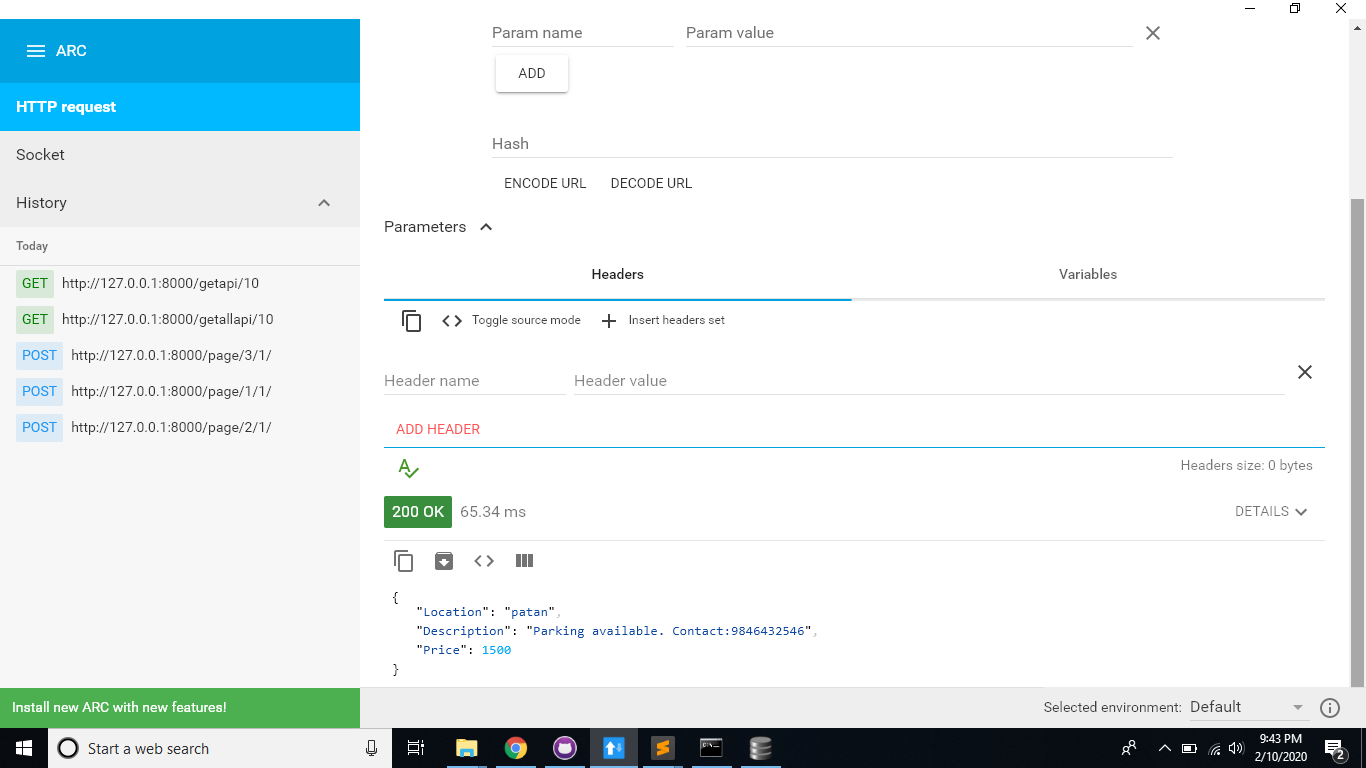 Param name Param value
ARC
ADD
HTTP request
Hash
Socket
ENCODE URL DECODE URL
History
Parameters
Today
Headers Variables
GET http://127.0.0.1:8000/getapi/10
GET http://127.0.0.1:8000/getallapi/10
Toggle source mode Insert headers set
POST http://127.0.0.1:8000/page/3/1/
POST http://127.0.0.1:8000/page/1/1/
Header name Header value
POST http://127.0.0.1:8000/page/2/1/
ADD HEADER
Headers size: 0 bytes
200 OK 65.34 ms DETAILS
{
"Location": "patan",
"Description": "Parking available. Contact:9846432546",
"Price": 1500
}
Install new ARC with new features!
Selected environment: Default
Start a web search
9:43 PM
2/10/2020
2